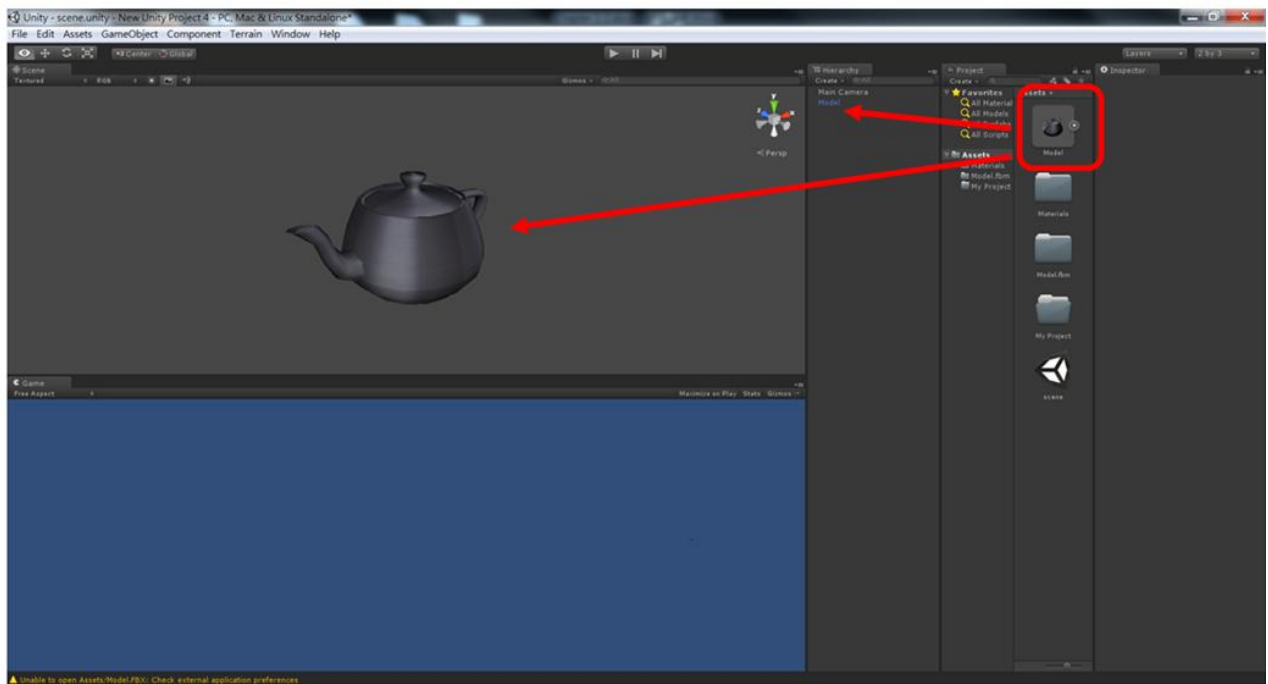 Unity - scene.unity - New Unity Project 4 - PC, Mac & Linux Standalone*
File Edit Assets GameObject Component Terrain Window Help
Center Global
Layers
2 by 3
Scene
Textured RGB Gizmos
Persp
y
x
z
Game
Free Aspect Maximize on Play Stats Gizmos
Hierarchy
Create
Main Camera
Model
Project
Create
Favorites
All Material
All Models
All Scripts
Assets
Materials
Model.fbm
My Project
Model
Materials
Model.fbm
My Project
scene
Inspector
Unable to open Assets/Model.FBX: Check external application preferences